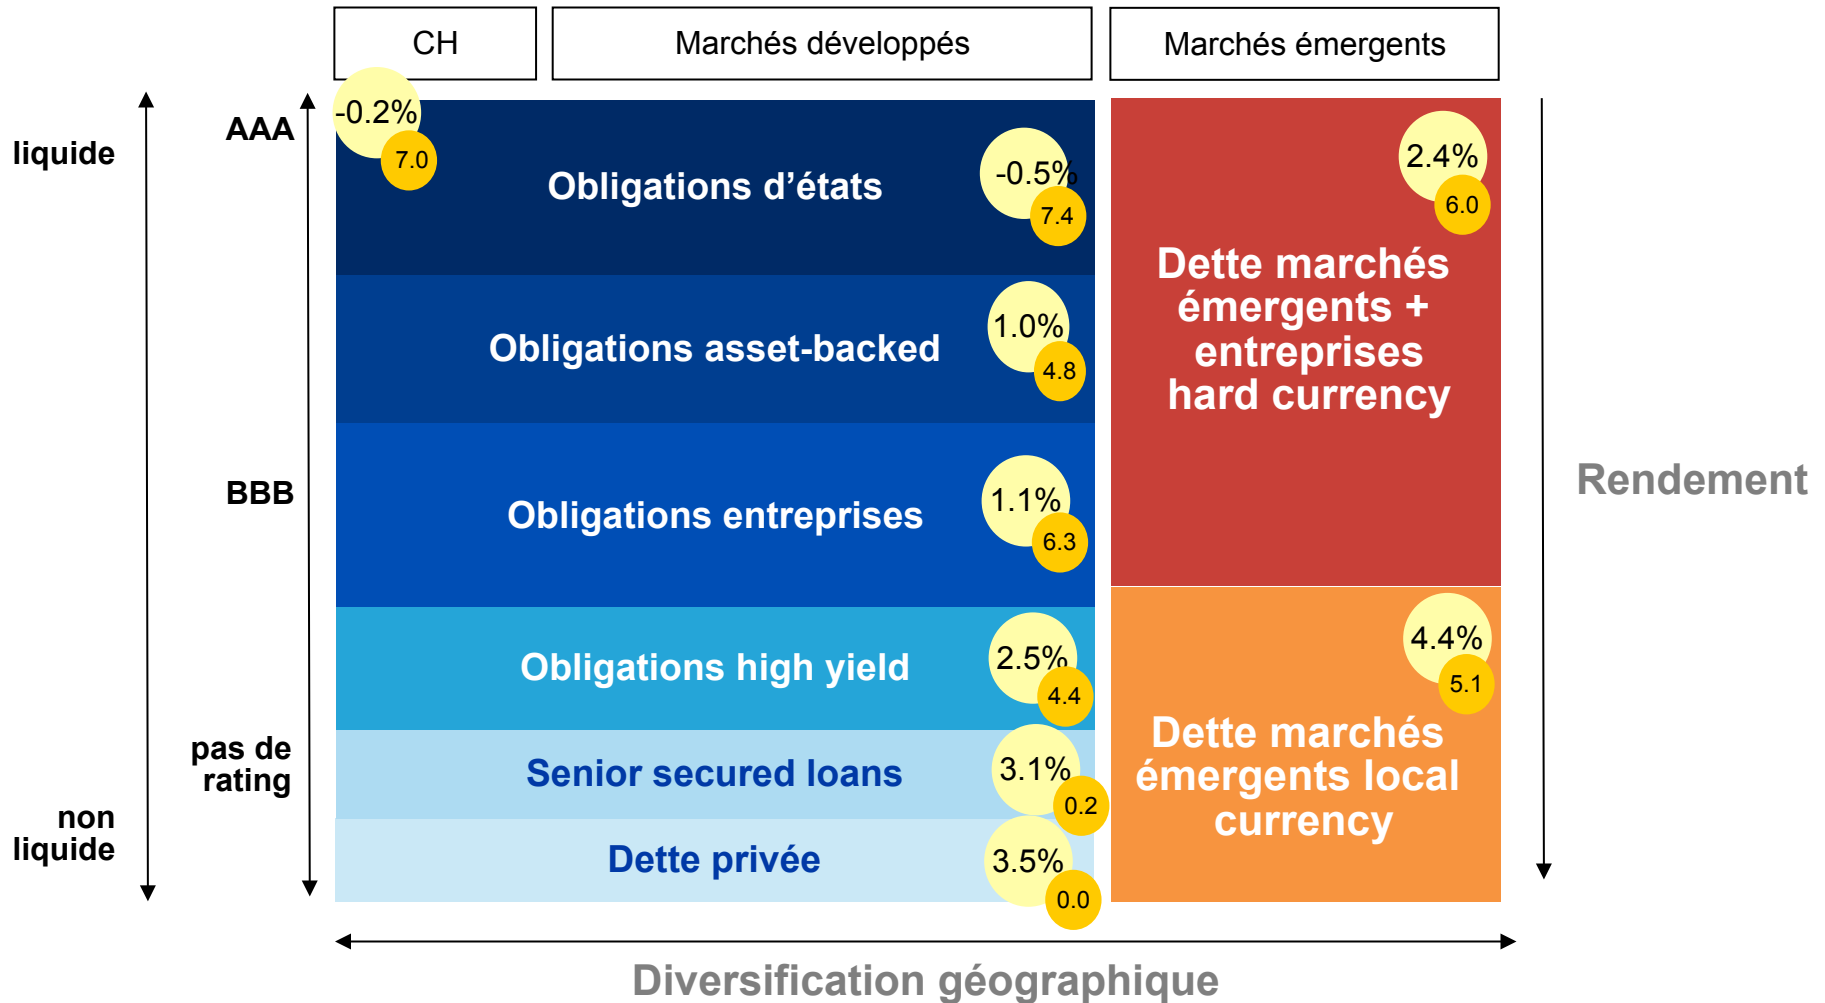 CH
Marchés développés
Marchés émergents
liquide
non
liquide
AAA
BBB
pas de
rating
-0.2%
7.0
Obligations d’états
-0.5%
7.4
Obligations asset-backed
1.0%
4.8
Obligations entreprises
1.1%
6.3
Obligations high yield
2.5%
4.4
Senior secured loans
3.1%
0.2
Dette privée
3.5%
0.0
2.4%
6.0
Dette marchés
émergents +
entreprises
hard currency
4.4%
5.1
Dette marchés
émergents local
currency
Rendement
Diversification géographique